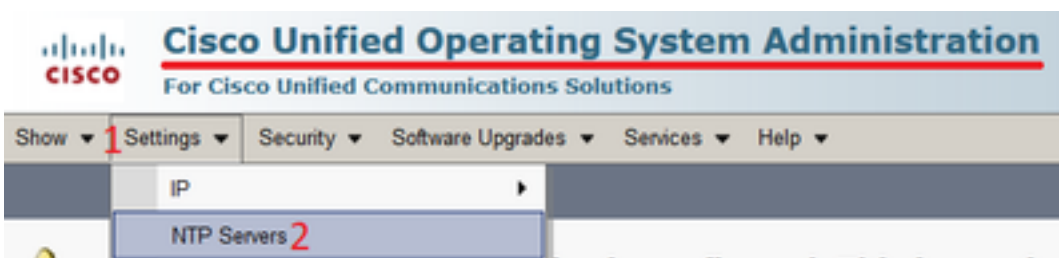 Cisco Unified Operating System Administration
CISCO
For Cisco Unified Communications Solutions
Show 1 Settings Security Software Upgrades Services Help
IP
NTP Servers 2